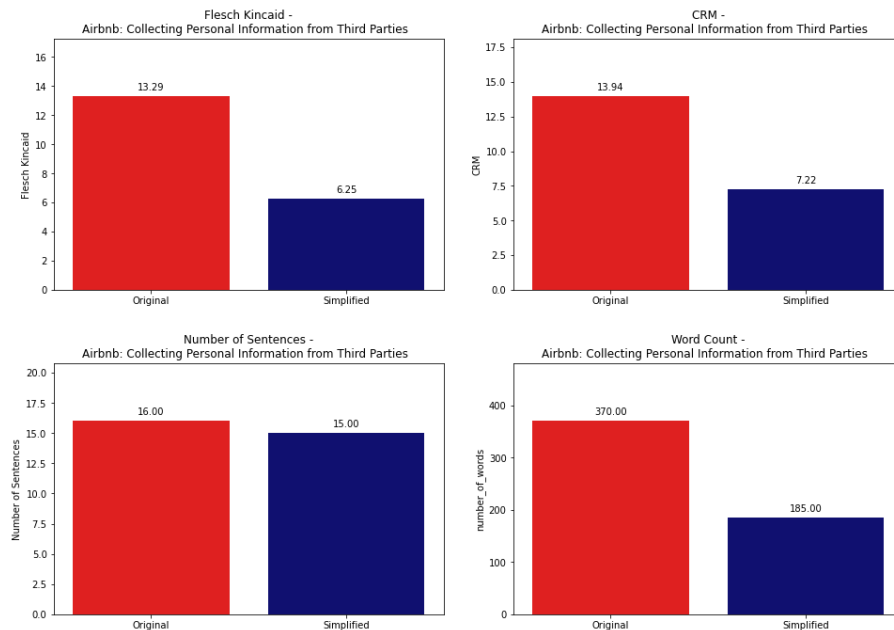 Flesch Kincaid -
Airbnb: Collecting Personal Information from Third Parties
16
14
12
10
8
6
4
2
0
Flesch Kincaid
13.29
6.25
Original
Simplified
CRM -
Airbnb: Collecting Personal Information from Third Parties
17.5
15.0
12.5
10.0
7.5
5.0
2.5
0.0
CRM
13.94
7.22
Original
Simplified
Number of Sentences -
Airbnb: Collecting Personal Information from Third Parties
20.0
17.5
15.0
12.5
10.0
7.5
5.0
2.5
0.0
Number of Sentences
16.00
15.00
Original
Simplified
Word Count -
Airbnb: Collecting Personal Information from Third Parties
400
300
200
100
0
number_of_words
370.00
185.00
Original
Simplified